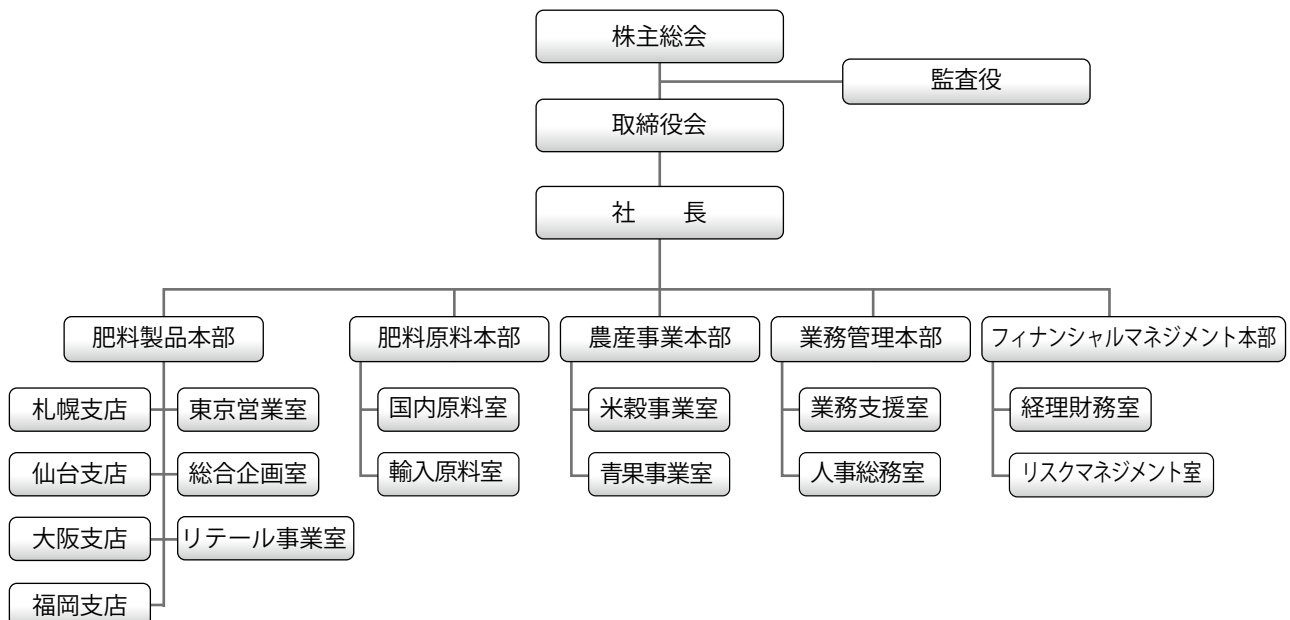 株主総会
監査役
取締役会
社　　長
肥料製品本部
肥料原料本部
農産事業本部
業務管理本部
フィナンシャルマネジメント本部
札幌支店
東京営業室
国内原料室
米穀事業室
業務支援室
経理財務室
仙台支店
総合企画室
輸入原料室
青果事業室
人事総務室
リスクマネジメント室
大阪支店
リテール事業室
福岡支店